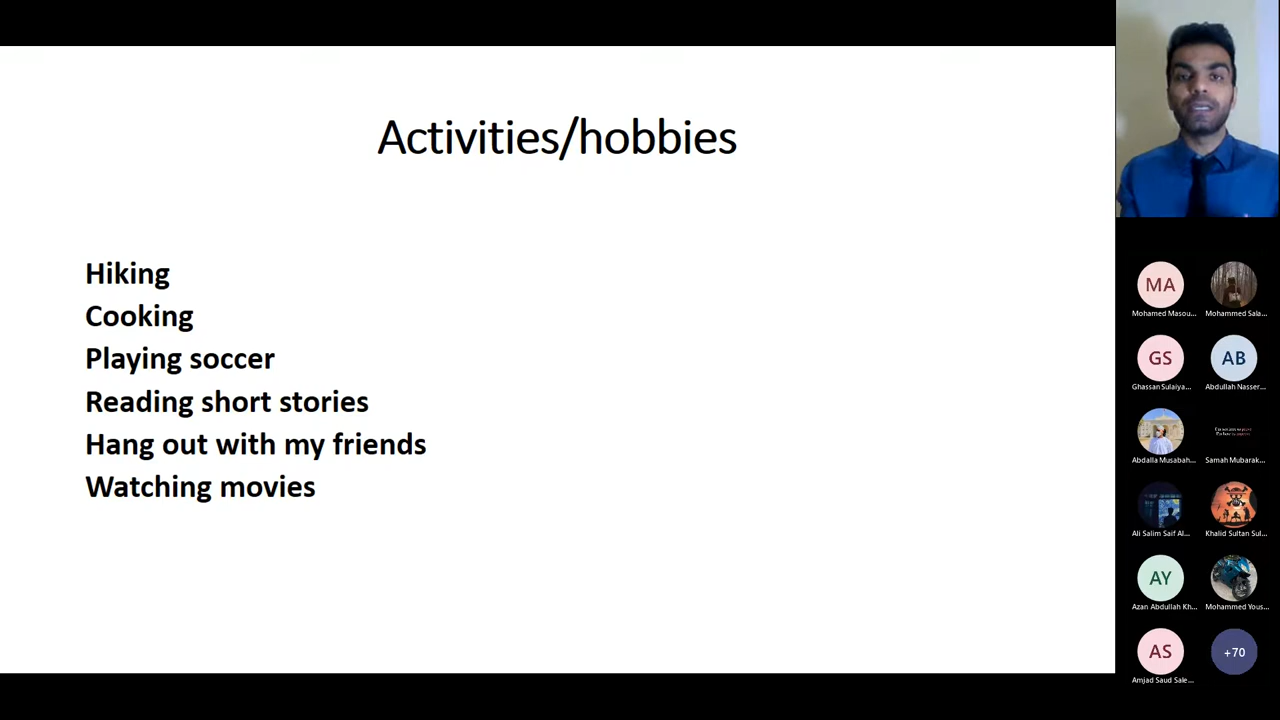 Activities/hobbies
Hiking
Cooking
Playing soccer
Reading short stories
Hang out with my friends
Watching movies
MA
Mohamed Masou...
Mohammed Sala...
GS
Ghassan Sulaiya...
AB
Abdullah Nasser...
Abdalla Musabah...
Samah Mubarak...
Ali Salim Saif Al...
Khalid Sultan Sul...
AY
Azan Abdullah Kh...
Mohammed Yous...
AS
Amjad Saud Sale...
+70